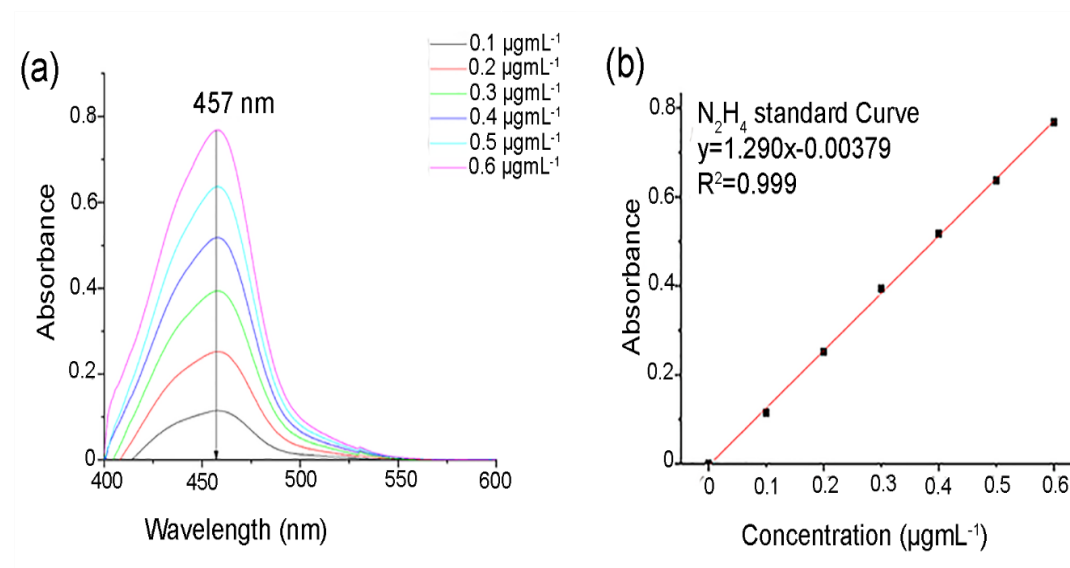 (a)
457 nm
0.1 µgmL-1
0.2 µgmL-1
0.3 µgmL-1
0.4 µgmL-1
0.5 µgmL-1
0.6 µgmL-1
Absorbance
0.8
0.6
0.4
0.2
0
400
450
500
550
600
Wavelength (nm)
(b)
N2H4 standard Curve
y=1.290x-0.00379
R2=0.999
Absorbance
0.8
0.6
0.4
0.2
0
0
0.1
0.2
0.3
0.4
0.5
0.6
Concentration (µgmL-1)